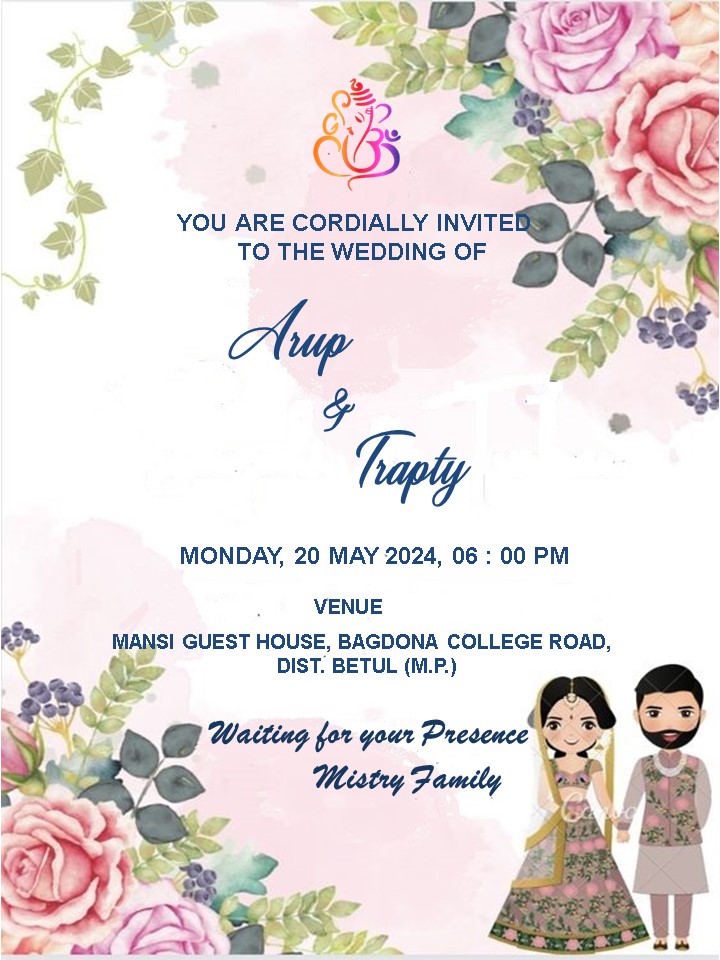 YOU ARE CORDIALLY INVITED
TO THE WEDDING OF
Arup
&
Trapty
MONDAY, 20 MAY 2024, 06 : 00 PM
VENUE
MANSI GUEST HOUSE, BAGDONA COLLEGE ROAD,
DIST. BETUL (M.P.)
Waiting for your Presence
Mistry Family
Canva